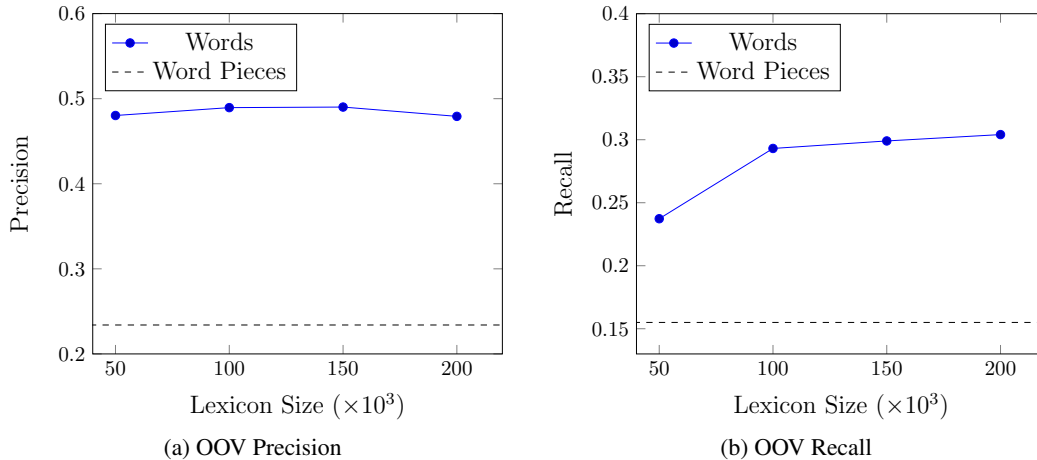 0.6
0.5
0.4
0.3
0.2
Precision
Words
Word Pieces
50 100 150 200
Lexicon Size (×10³)
(a) OOV Precision
0.4
0.35
0.3
0.25
0.2
0.15
Recall
Words
Word Pieces
50 100 150 200
Lexicon Size (×10³)
(b) OOV Recall